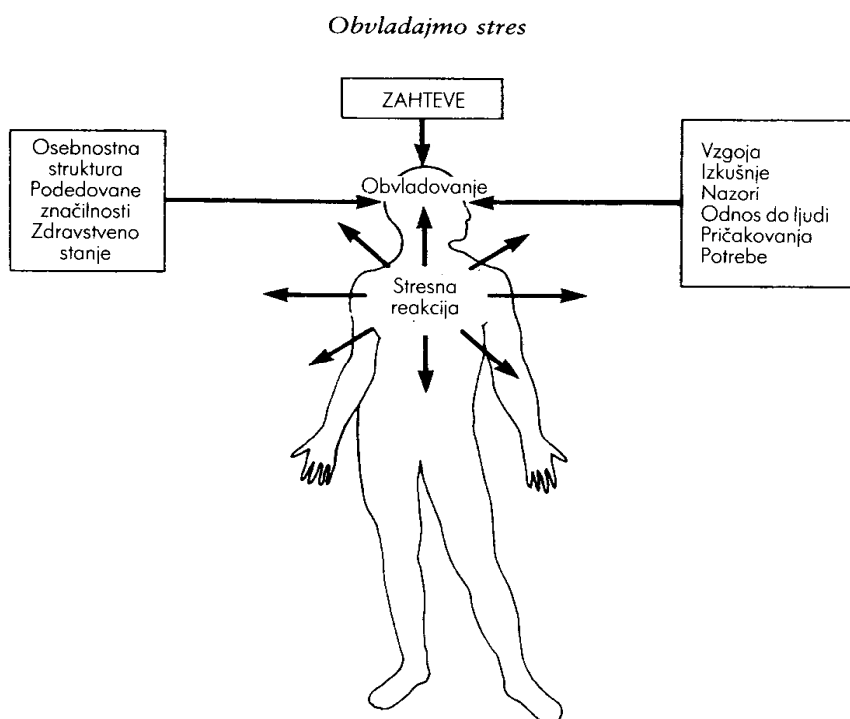 Obvladajmo stres
ZAHTEVE
Osebnostna
struktura
Podedovane
značilnosti
Zdravstveno
stanje
Obvladovanje
Vzgoja
Izkušnje
Nazori
Odnos do ljudi
Pričakovanja
Potrebe
Stresna
reakcija